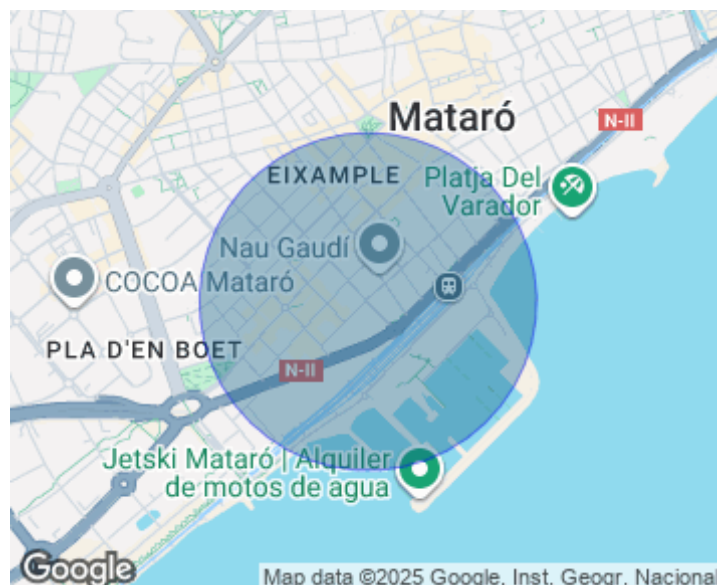 Mataró
N-II
EIXAMPLE
Platja Del
Varador
Nau Gaudí
COCOA Mataró
PLA D'EN BOET
N-II
Jetski Mataró | Alquiler
de motos de agua
Google
Map data ©2025 Google, Inst. Geogr. Nacional